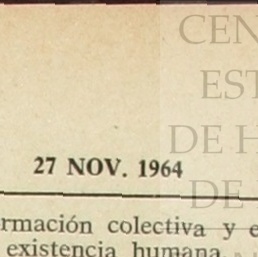 CEN
EST
DE H
27 NOV. 1964
DE
rmación colectiva y e
existencia humana.